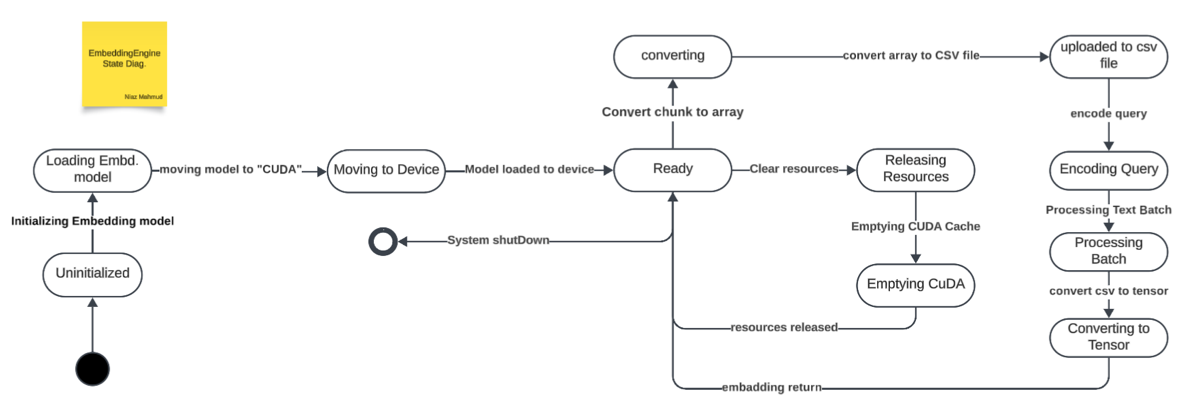 EmbeddingEngine
State Diag.
Niaz Mahmud
converting
convert array to CSV file
uploaded to csv
file
Convert chunk to array
encode query
Loading Embd.
model
moving model to "CUDA"
Moving to Device
Model loaded to device
Ready
Clear resources
Releasing
Resources
Encoding Query
Initializing Embedding model
Emptying CUDA Cache
Processing Text Batch
System shutDown
Processing
Batch
Uninitialized
Emptying CuDA
convert csv to tensor
resources released
Converting to
Tensor
embadding return